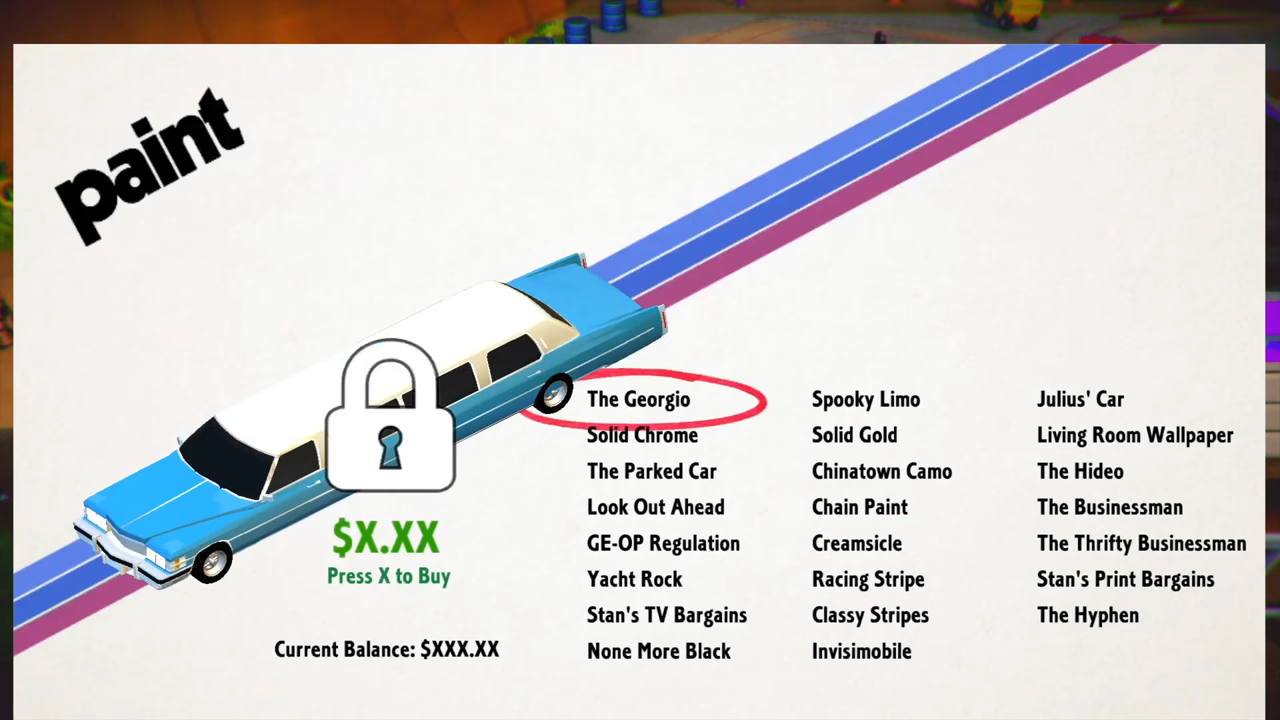 paint
$X.XX
Press X to Buy
Current Balance: $XXX.XX
The Georgio
Solid Chrome
The Parked Car
Look Out Ahead
GE-OP Regulation
Yacht Rock
Stan's TV Bargains
None More Black
Spooky Limo
Solid Gold
Chinatown Camo
Chain Paint
Creamsicle
Racing Stripe
Classy Stripes
Invisimobile
Julius' Car
Living Room Wallpaper
The Hideo
The Businessman
The Thrifty Businessman
Stan's Print Bargains
The Hyphen